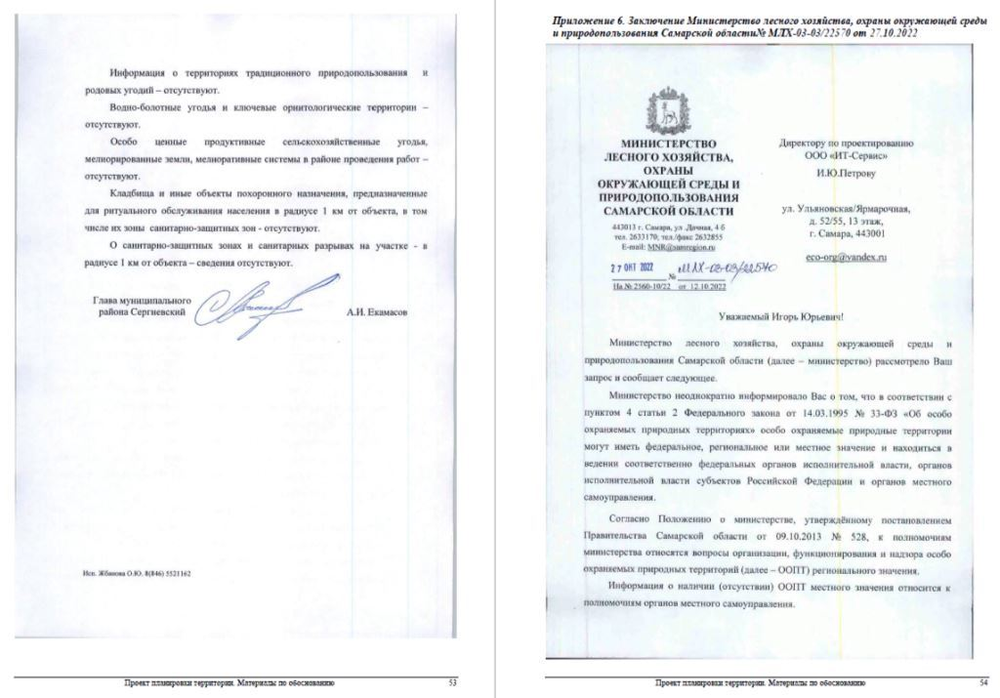 Информация о территориях традиционного природопользования и
родовых угодий – отсутствуют.
Водно-болотные угодья и ключевые орнитологические территории –
отсутствуют.
Особо ценные продуктивные сельскохозяйственные угодья,
мелиорированные земли, мелиоративные системы в районе проведения работ –
отсутствуют.
Кладбища и иные объекты похоронного назначения, предназначенные
для ритуального обслуживания населения в радиусе 1 км от объекта, в том
числе их зоны санитарно-защитных зон - отсутствуют.
О санитарно-защитных зонах и санитарных разрывах на участке - в
радиусе 1 км от объекта – сведения отсутствуют.
Глава муниципального
района Сергиевский
А.И. Екамасов
Исп. Жбанова О.Ю. 8(846) 5521162
Проект планировки территории. Материалы по обоснованию 53
Приложение 6. Заключение Министерство лесного хозяйства, охраны окружающей среды
и природопользования Самарской области№ МЛХ-03-03/22570 от 27.10.2022
МИНИСТЕРСТВО
ЛЕСНОГО ХОЗЯЙСТВА,
ОХРАНЫ
ОКРУЖАЮЩЕЙ СРЕДЫ И
ПРИРОДОПОЛЬЗОВАНИЯ
САМАРСКОЙ ОБЛАСТИ
443013 г. Самара, ул .Дачная, 4 б
тел. 2633170; тел./факс 2632855
E-mail: MNR@samregion.ru
27 ОКТ 2022 № МЛХ-03-03/22570
На № 2560-10/22 от 12.10.2022
Директору по проектированию
ООО «ИТ-Сервис»
И.Ю.Петрову
ул. Ульяновская/Ярмарочная,
д. 52/55, 13 этаж,
г. Самара, 443001
eco-org@yandex.ru
Уважаемый Игорь Юрьевич!
Министерство лесного хозяйства, охраны окружающей среды и
природопользования Самарской области (далее – министерство) рассмотрело Ваш
запрос и сообщает следующее.
Министерство неоднократно информировало Вас о том, что в соответствии с
пунктом 4 статьи 2 Федерального закона от 14.03.1995 № 33-ФЗ «Об особо
охраняемых природных территориях» особо охраняемые природные территории
могут иметь федеральное, региональное или местное значение и находиться в
ведении соответственно федеральных органов исполнительной власти, органов
исполнительной власти субъектов Российской Федерации и органов местного
самоуправления.
Согласно Положению о министерстве, утверждённому постановлением
Правительства Самарской области от 09.10.2013 № 528, к полномочиям
министерства относятся вопросы организации, функционирования и надзора особо
охраняемых природных территорий (далее – ООПТ) регионального значения.
Информация о наличии (отсутствии) ООПТ местного значения относится к
полномочиям органов местного самоуправления.
Проект планировки территории. Материалы по обоснованию 54